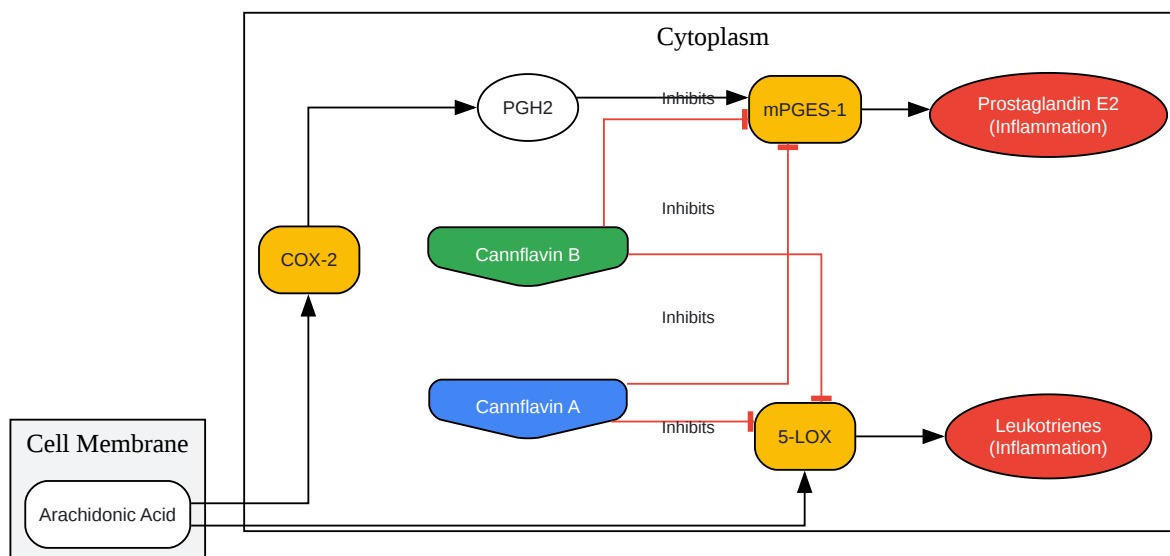 Cytoplasm
PGH2
Inhibits
mPGES-1
Prostaglandin E2
(Inflammation)
Inhibits
COX-2
Cannflavin B
Inhibits
Cannflavin A
Inhibits
5-LOX
Leukotrienes
(Inflammation)
Cell Membrane
Arachidonic Acid